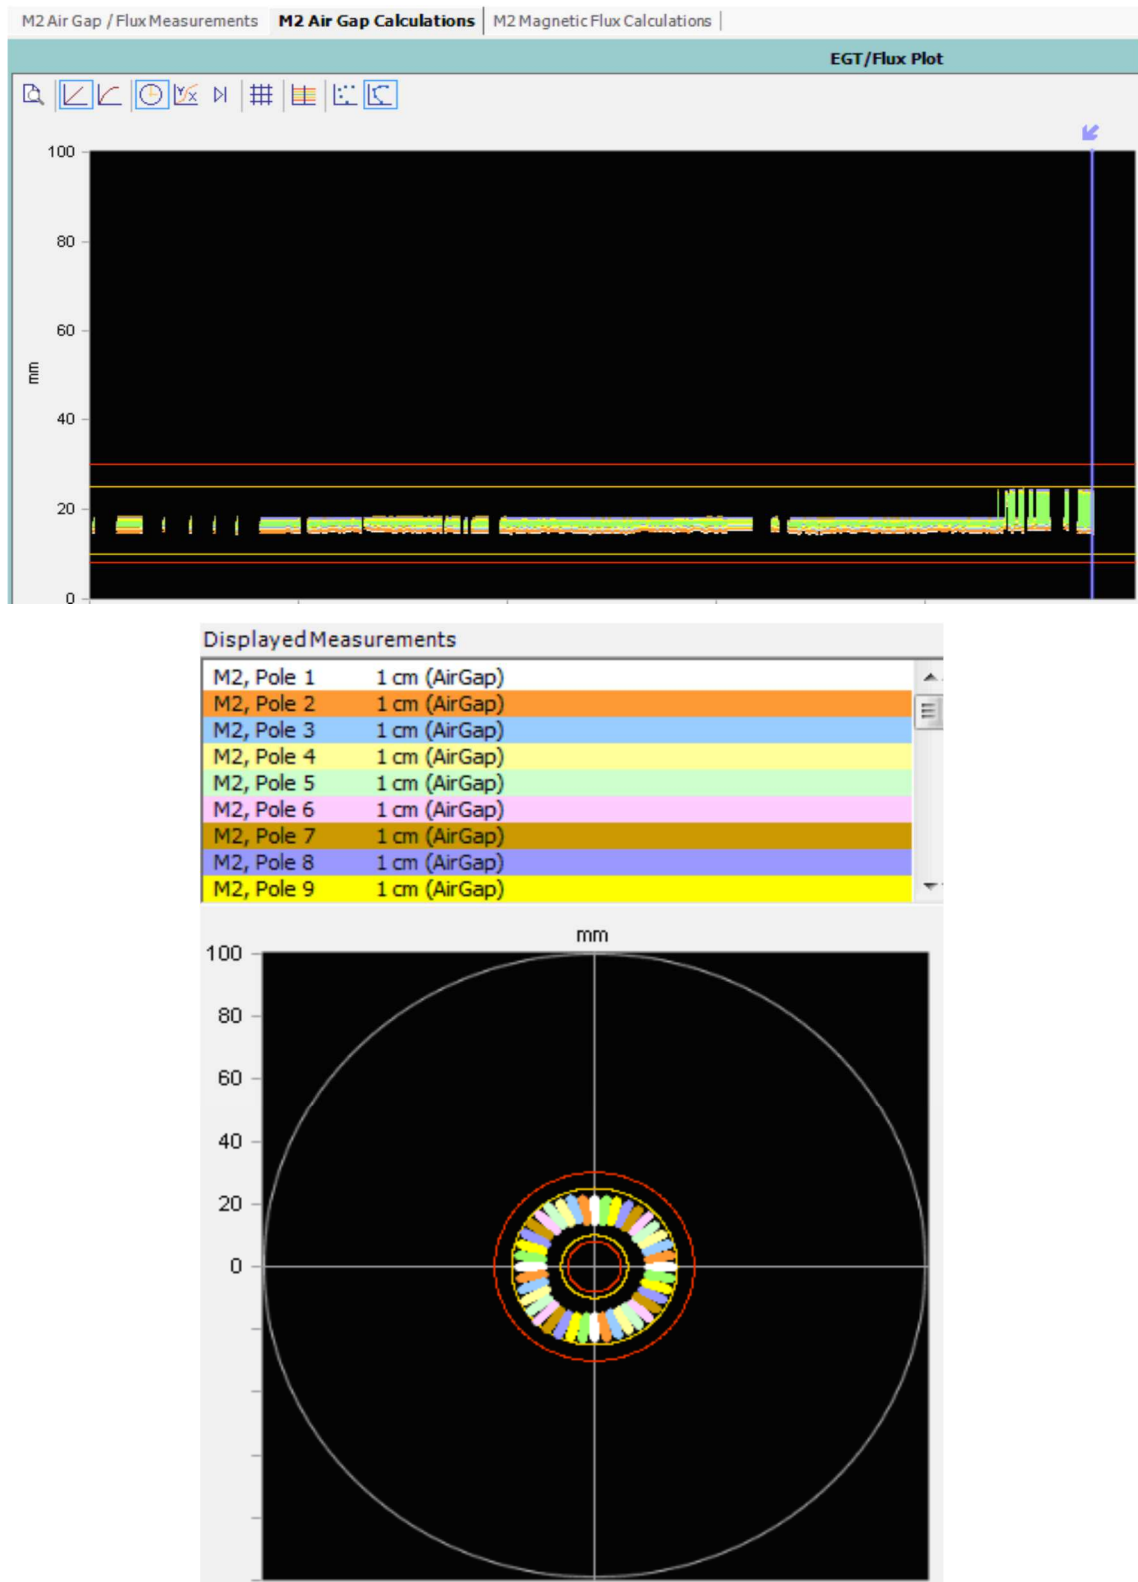 M2 Air Gap / Flux Measurements M2 Air Gap Calculations M2 Magnetic Flux Calculations
EGT/Flux Plot
100
80
60
mm
40
20
0
Displayed Measurements
M2, Pole 1 1 cm (AirGap)
M2, Pole 2 1 cm (AirGap)
M2, Pole 3 1 cm (AirGap)
M2, Pole 4 1 cm (AirGap)
M2, Pole 5 1 cm (AirGap)
M2, Pole 6 1 cm (AirGap)
M2, Pole 7 1 cm (AirGap)
M2, Pole 8 1 cm (AirGap)
M2, Pole 9 1 cm (AirGap)
mm
100
80
60
40
20
0